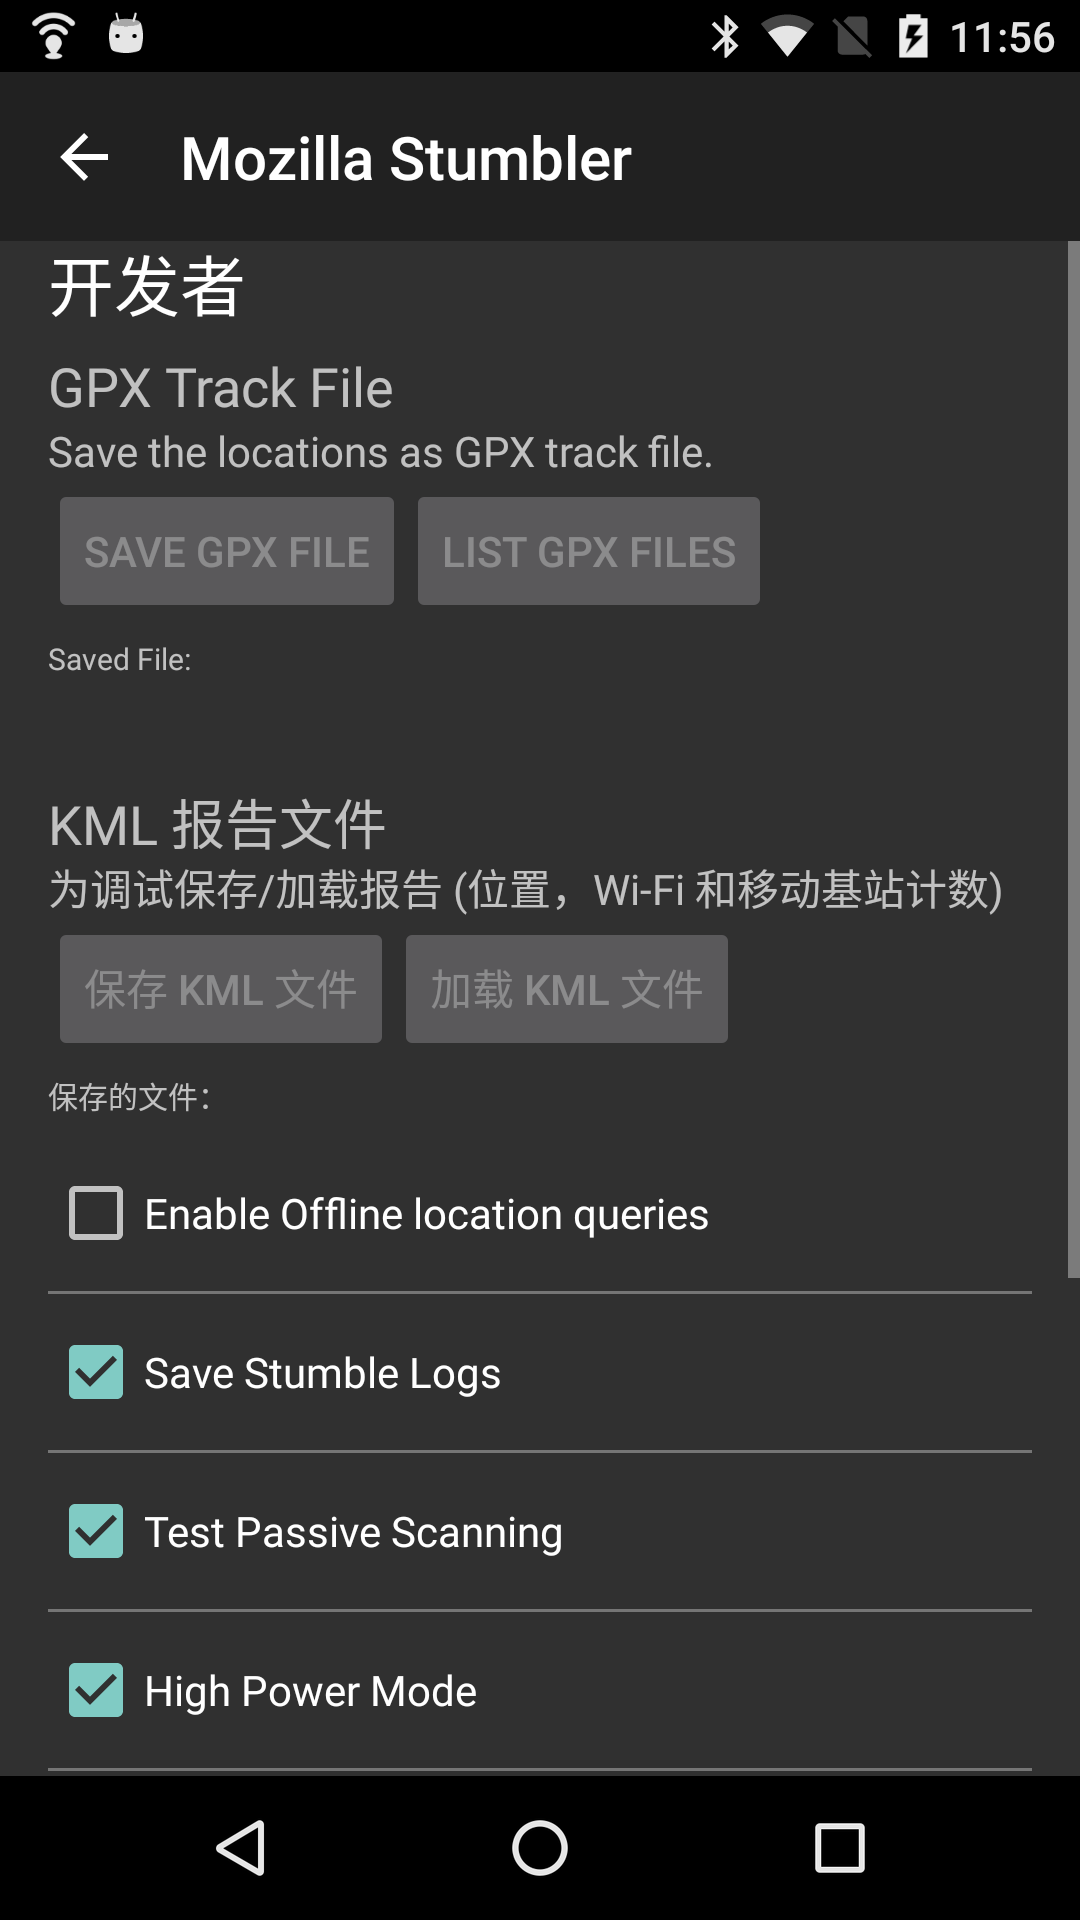 11:56
Mozilla Stumbler
开发者
GPX Track File
Save the locations as GPX track file.
SAVE GPX FILE
LIST GPX FILES
Saved File:
KML 报告文件
为调试保存/加载报告 (位置，Wi-Fi 和移动基站计数)
保存 KML 文件
加载 KML 文件
保存的文件：
Enable Offline location queries
Save Stumble Logs
Test Passive Scanning
High Power Mode